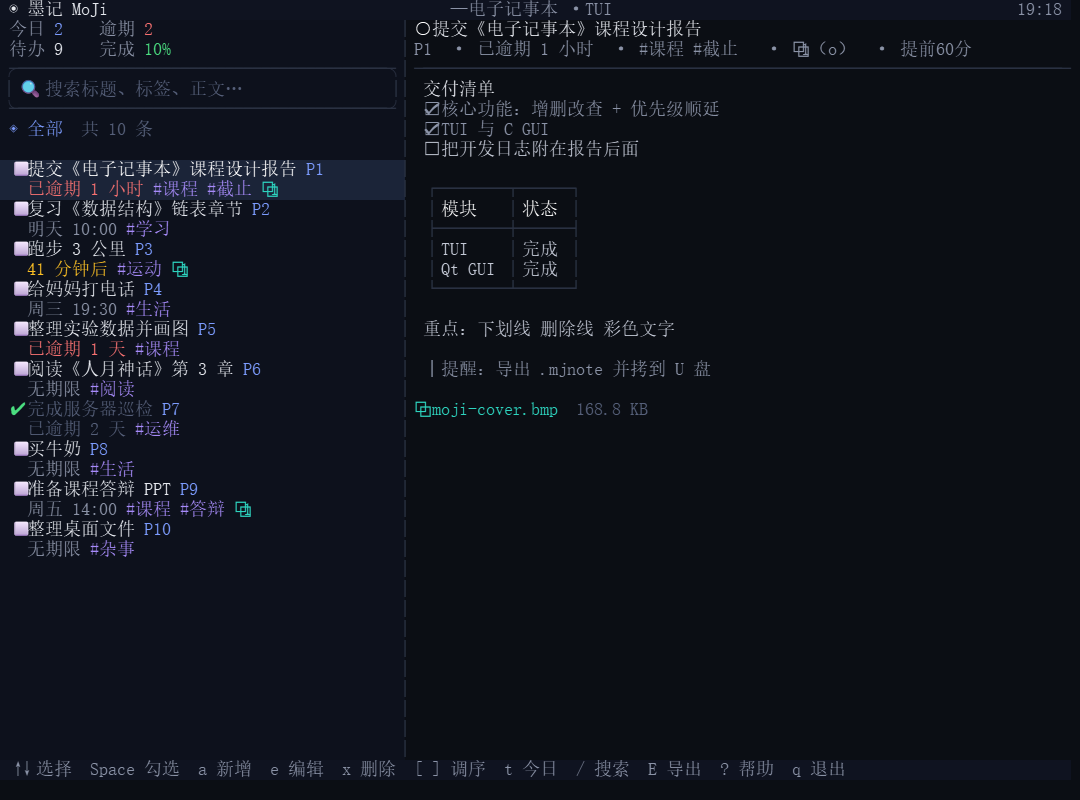 墨记 MoJi
—电子记事本 ·TUI
19:18
今日 2 逾期 2
待办 9 完成 10%
搜索标题、标签、正文…
全部 共 10 条
提交《电子记事本》课程设计报告 P1
已逾期 1 小时 #课程 #截止
复习《数据结构》链表章节 P2
明天 10:00 #学习
跑步 3 公里 P3
41 分钟后 #运动
给妈妈打电话 P4
周三 19:30 #生活
整理实验数据并画图 P5
已逾期 1 天 #课程
阅读《人月神话》第 3 章 P6
无期限 #阅读
✔完成服务器巡检 P7
已逾期 2 天 #运维
买牛奶 P8
无期限 #生活
准备课程答辩 PPT P9
周五 14:00 #课程 #答辩
整理桌面文件 P10
无期限 #杂事
○提交《电子记事本》课程设计报告
P1 · 已逾期 1 小时 · #课程 #截止 · (o) · 提前60分
交付清单
☑核心功能: 增删改查 + 优先级顺延
☑TUI 与 C GUI
☐把开发日志附在报告后面
模块 状态
TUI 完成
Qt GUI 完成
重点: 下划线 删除线 彩色文字
提醒: 导出 .mjnote 并拷到 U 盘
moji-cover.bmp 168.8 KB
↑↓ 选择 Space 勾选 a 新增 e 编辑 x 删除 [ ] 调序 t 今日 / 搜索 E 导出 ? 帮助 q 退出